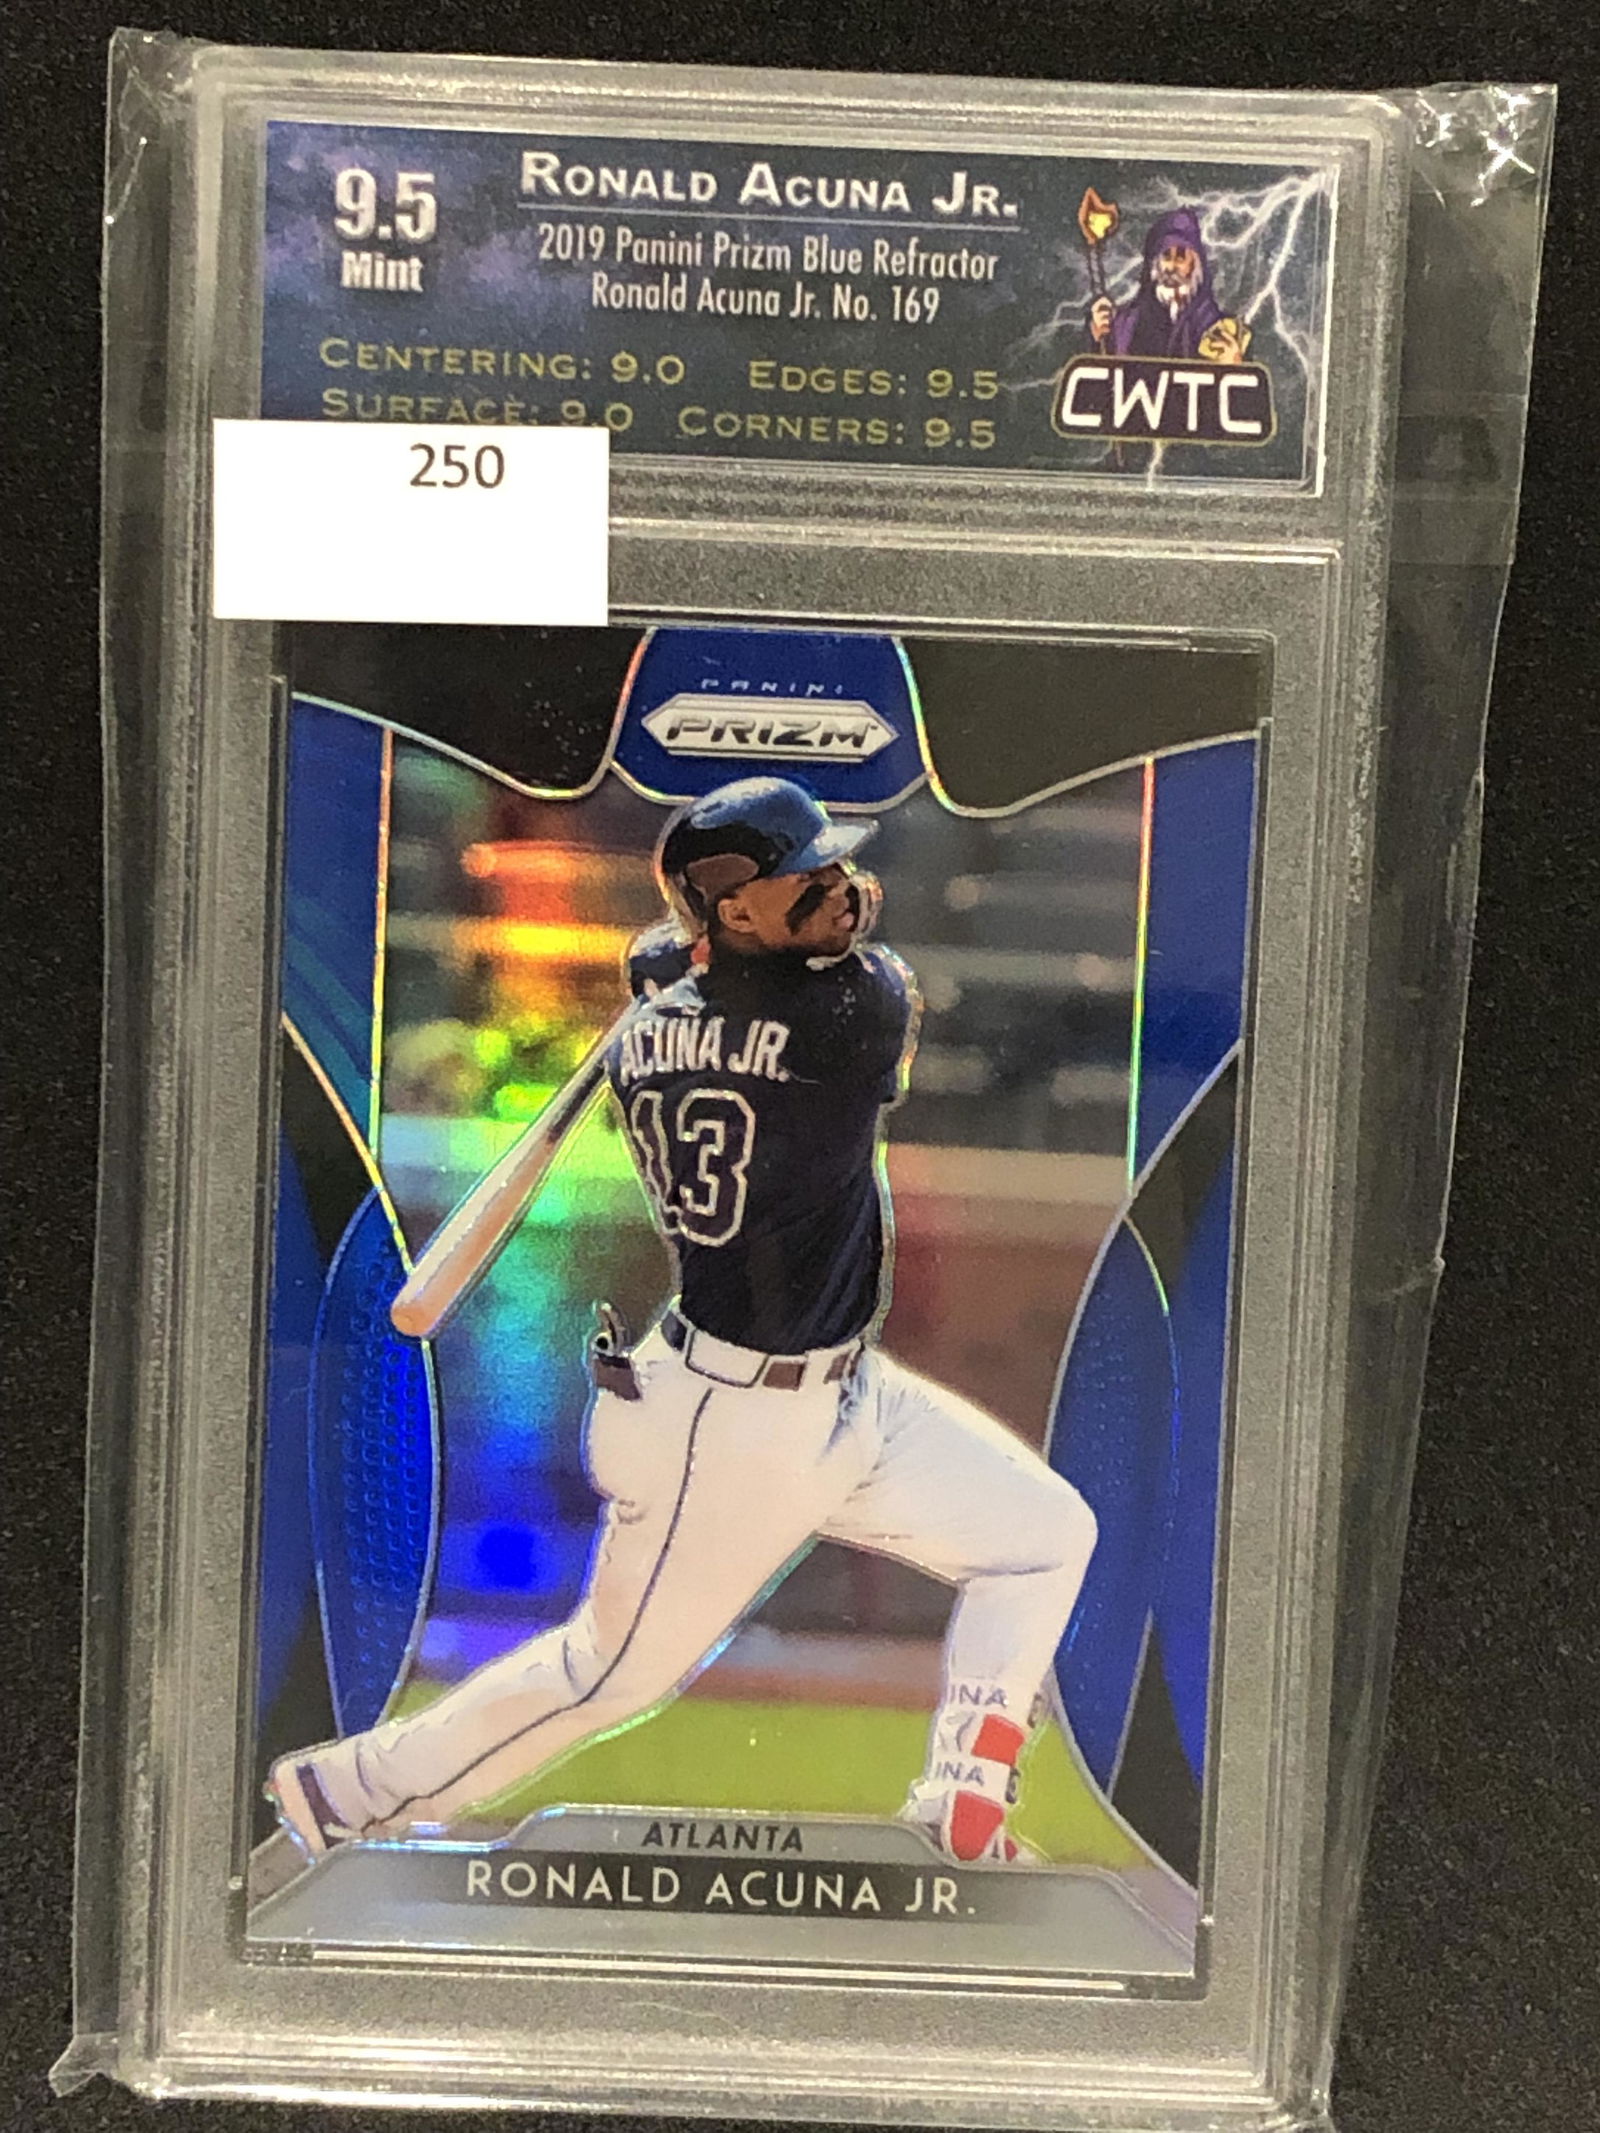 9.5
Mint
RONALD ACUNA JR.
2019 Panini Prizm Blue Refractor
Ronald Acuna Jr. No. 169
CENTERING: 9.0 EDGES: 9.5
SURFACE: 9.0 CORNERS: 9.5
CWTC
250
PANINI
PRIZM
ACUNA JR.
13
INA
INA
ATLANTA
RONALD ACUNA JR.